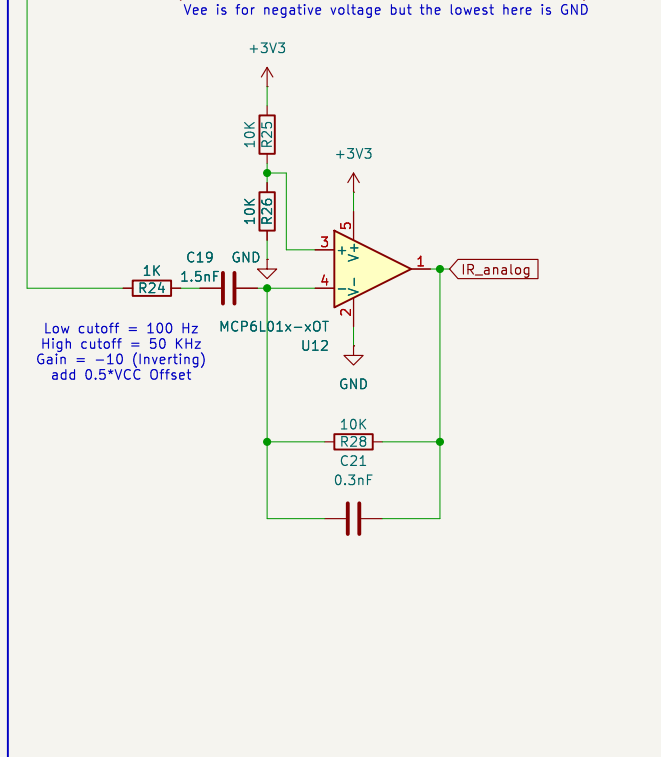 Vee is for negative voltage but the lowest here is GND
+3V3
10K
R25
+3V3
10K
R26
5
3
+
V+
1
IR_analog
C19
GND
1K
1.5nF
4
R24
−
V−
2
Low cutoff = 100 Hz
High cutoff = 50 KHz
Gain = -10 (Inverting)
add 0.5*VCC Offset
MCP6L01x-xOT
U12
GND
10K
R28
C21
0.3nF